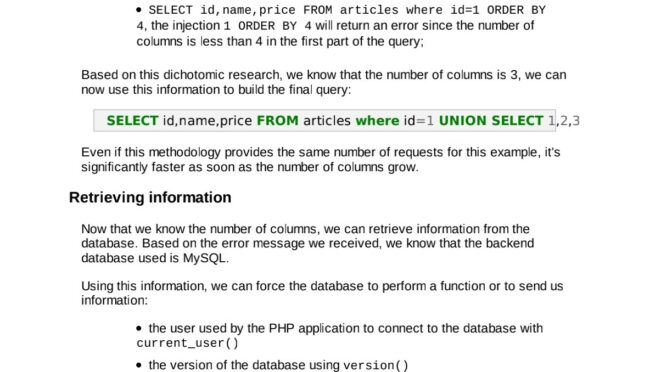 • SELECT id,name,price FROM articles where id=1 ORDER BY
4, the injection 1 ORDER BY 4 will return an error since the number of
columns is less than 4 in the first part of the query;
Based on this dichotomic research, we know that the number of columns is 3, we can
now use this information to build the final query:
SELECT id,name,price FROM articles where id=1 UNION SELECT 1,2,3
Even if this methodology provides the same number of requests for this example, it's
significantly faster as soon as the number of columns grow.
Retrieving information
Now that we know the number of columns, we can retrieve information from the
database. Based on the error message we received, we know that the backend
database used is MySQL.
Using this information, we can force the database to perform a function or to send us
information:
• the user used by the PHP application to connect to the database with
current_user()
• the version of the database using version()